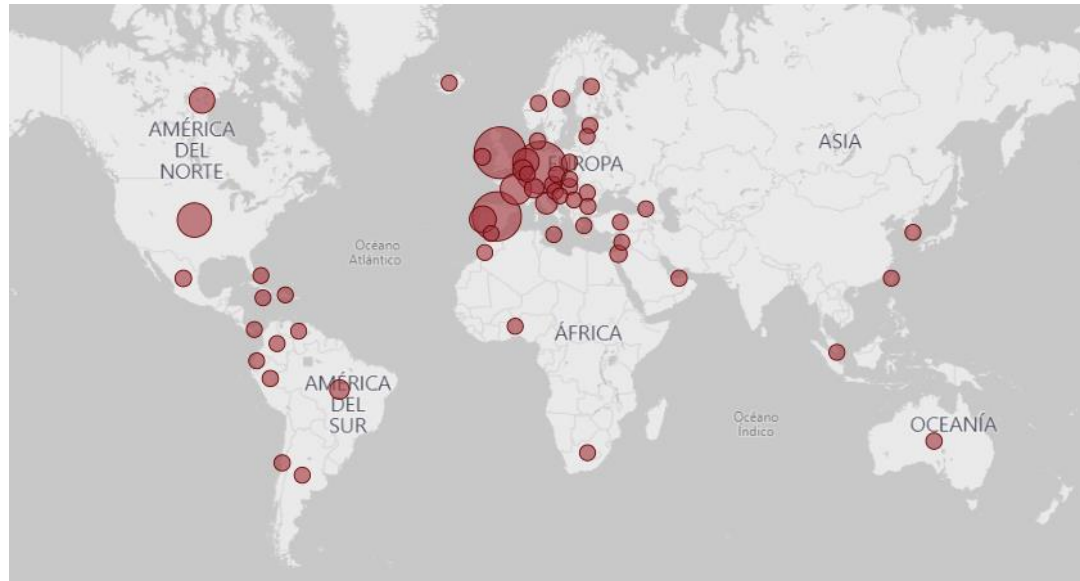 AMÉRICA
DEL
NORTE
ASIA
EUROPA
Océano
Atlántico
ÁFRICA
AMÉRICA
DEL
SUR
Océano
Índico
OCEANÍA